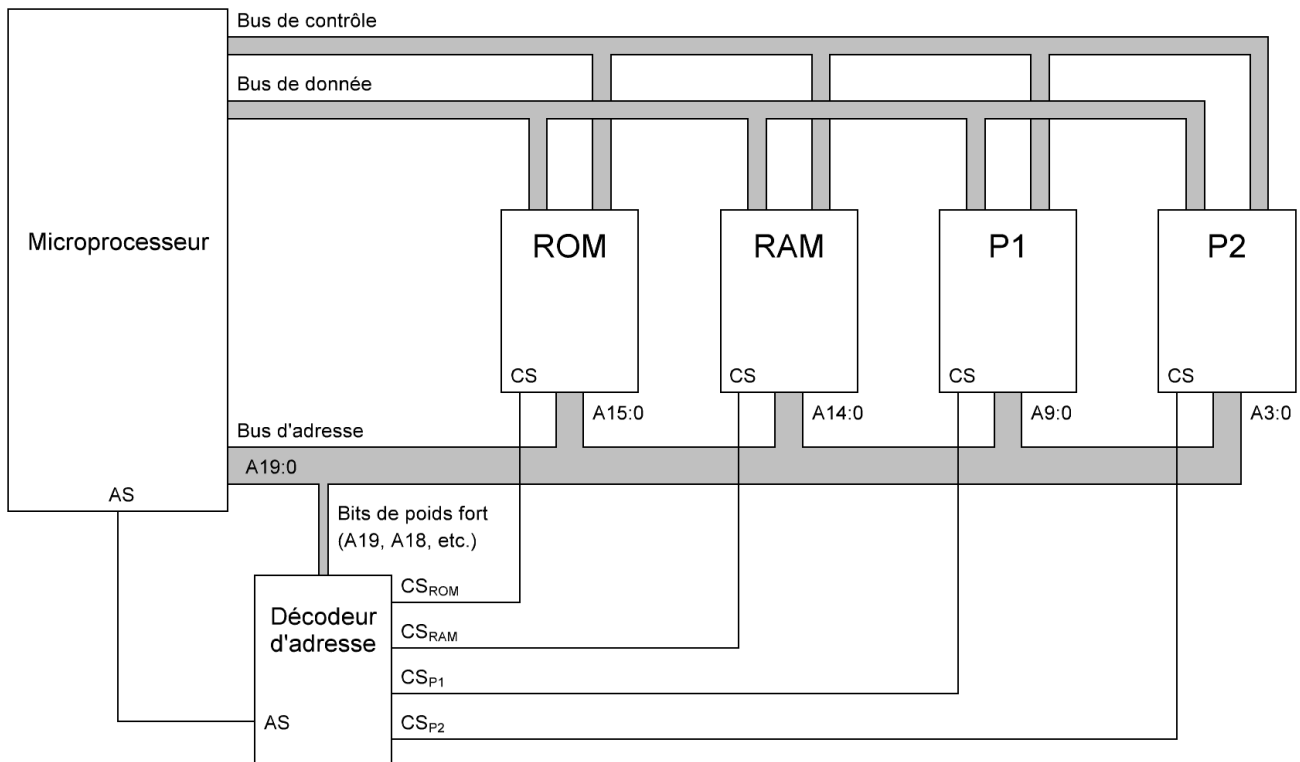 Bus de contrôle
Bus de donnée
Microprocesseur
ROM
RAM
P1
P2
CS
CS
CS
CS
A15:0
A14:0
A9:0
A3:0
Bus d'adresse
A19:0
AS
Bits de poids fort
(A19, A18, etc.)
Décodeur
d'adresse
CSROM
CSRAM
CSP1
AS
CSP2